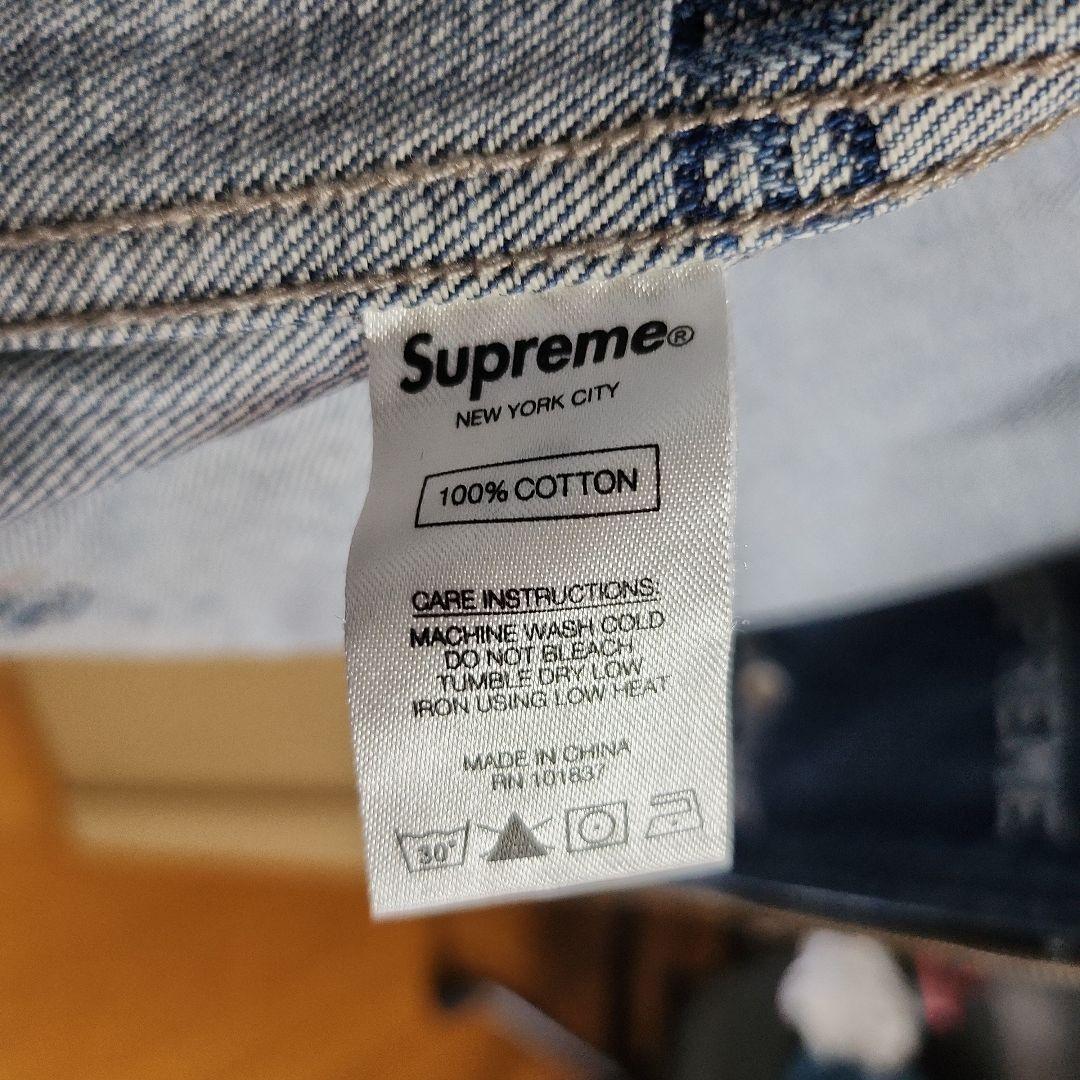 Supreme®
NEW YORK CITY
100% COTTON
CARE INSTRUCTIONS:
MACHINE WASH COLD
DO NOT BLEACH
TUMBLE DRY LOW
IRON USING LOW HEAT
MADE IN CHINA
RN 101837
30°